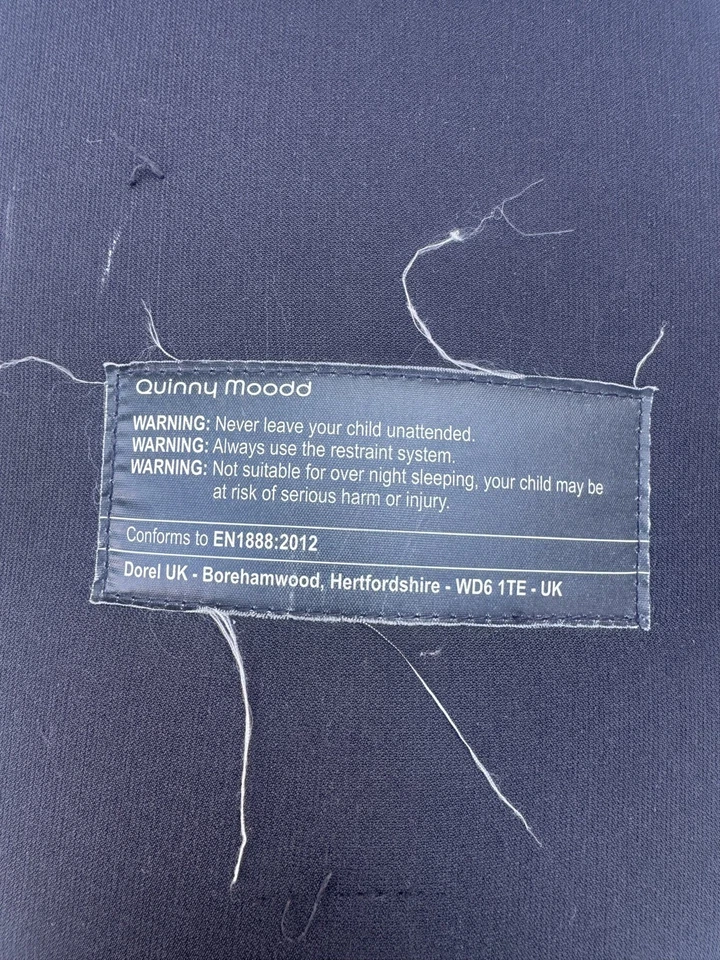 Quinny Moodd
WARNING: Never leave your child unattended.
WARNING: Always use the restraint system.
WARNING: Not suitable for over night sleeping, your child may be
at risk of serious harm or injury.
Conforms to EN1888:2012
Dorel UK - Borehamwood, Hertfordshire - WD6 1TE - UK